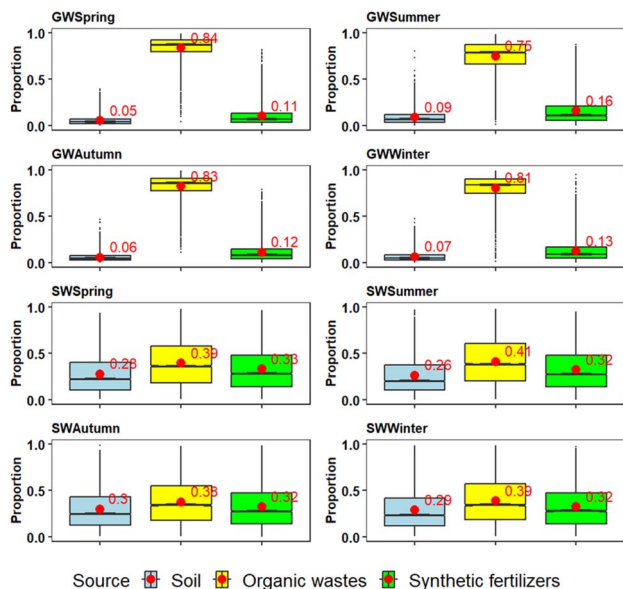 GWSpring
GWSummer
Proportion
1.0
0.5
0.0
0.05
0.84
0.11
Proportion
1.0
0.5
0.0
0.09
0.75
0.16
GWAutumn
GWWinter
Proportion
1.0
0.5
0.0
0.06
0.83
0.12
Proportion
1.0
0.5
0.0
0.07
0.81
0.13
SWSpring
SWSummer
Proportion
1.0
0.5
0.0
0.28
0.39
0.33
Proportion
1.0
0.5
0.0
0.26
0.41
0.32
SWAutumn
SWWinter
Proportion
1.0
0.5
0.0
0.3
0.38
0.32
Proportion
1.0
0.5
0.0
0.29
0.39
0.32
Source Soil Organic wastes Synthetic fertilizers